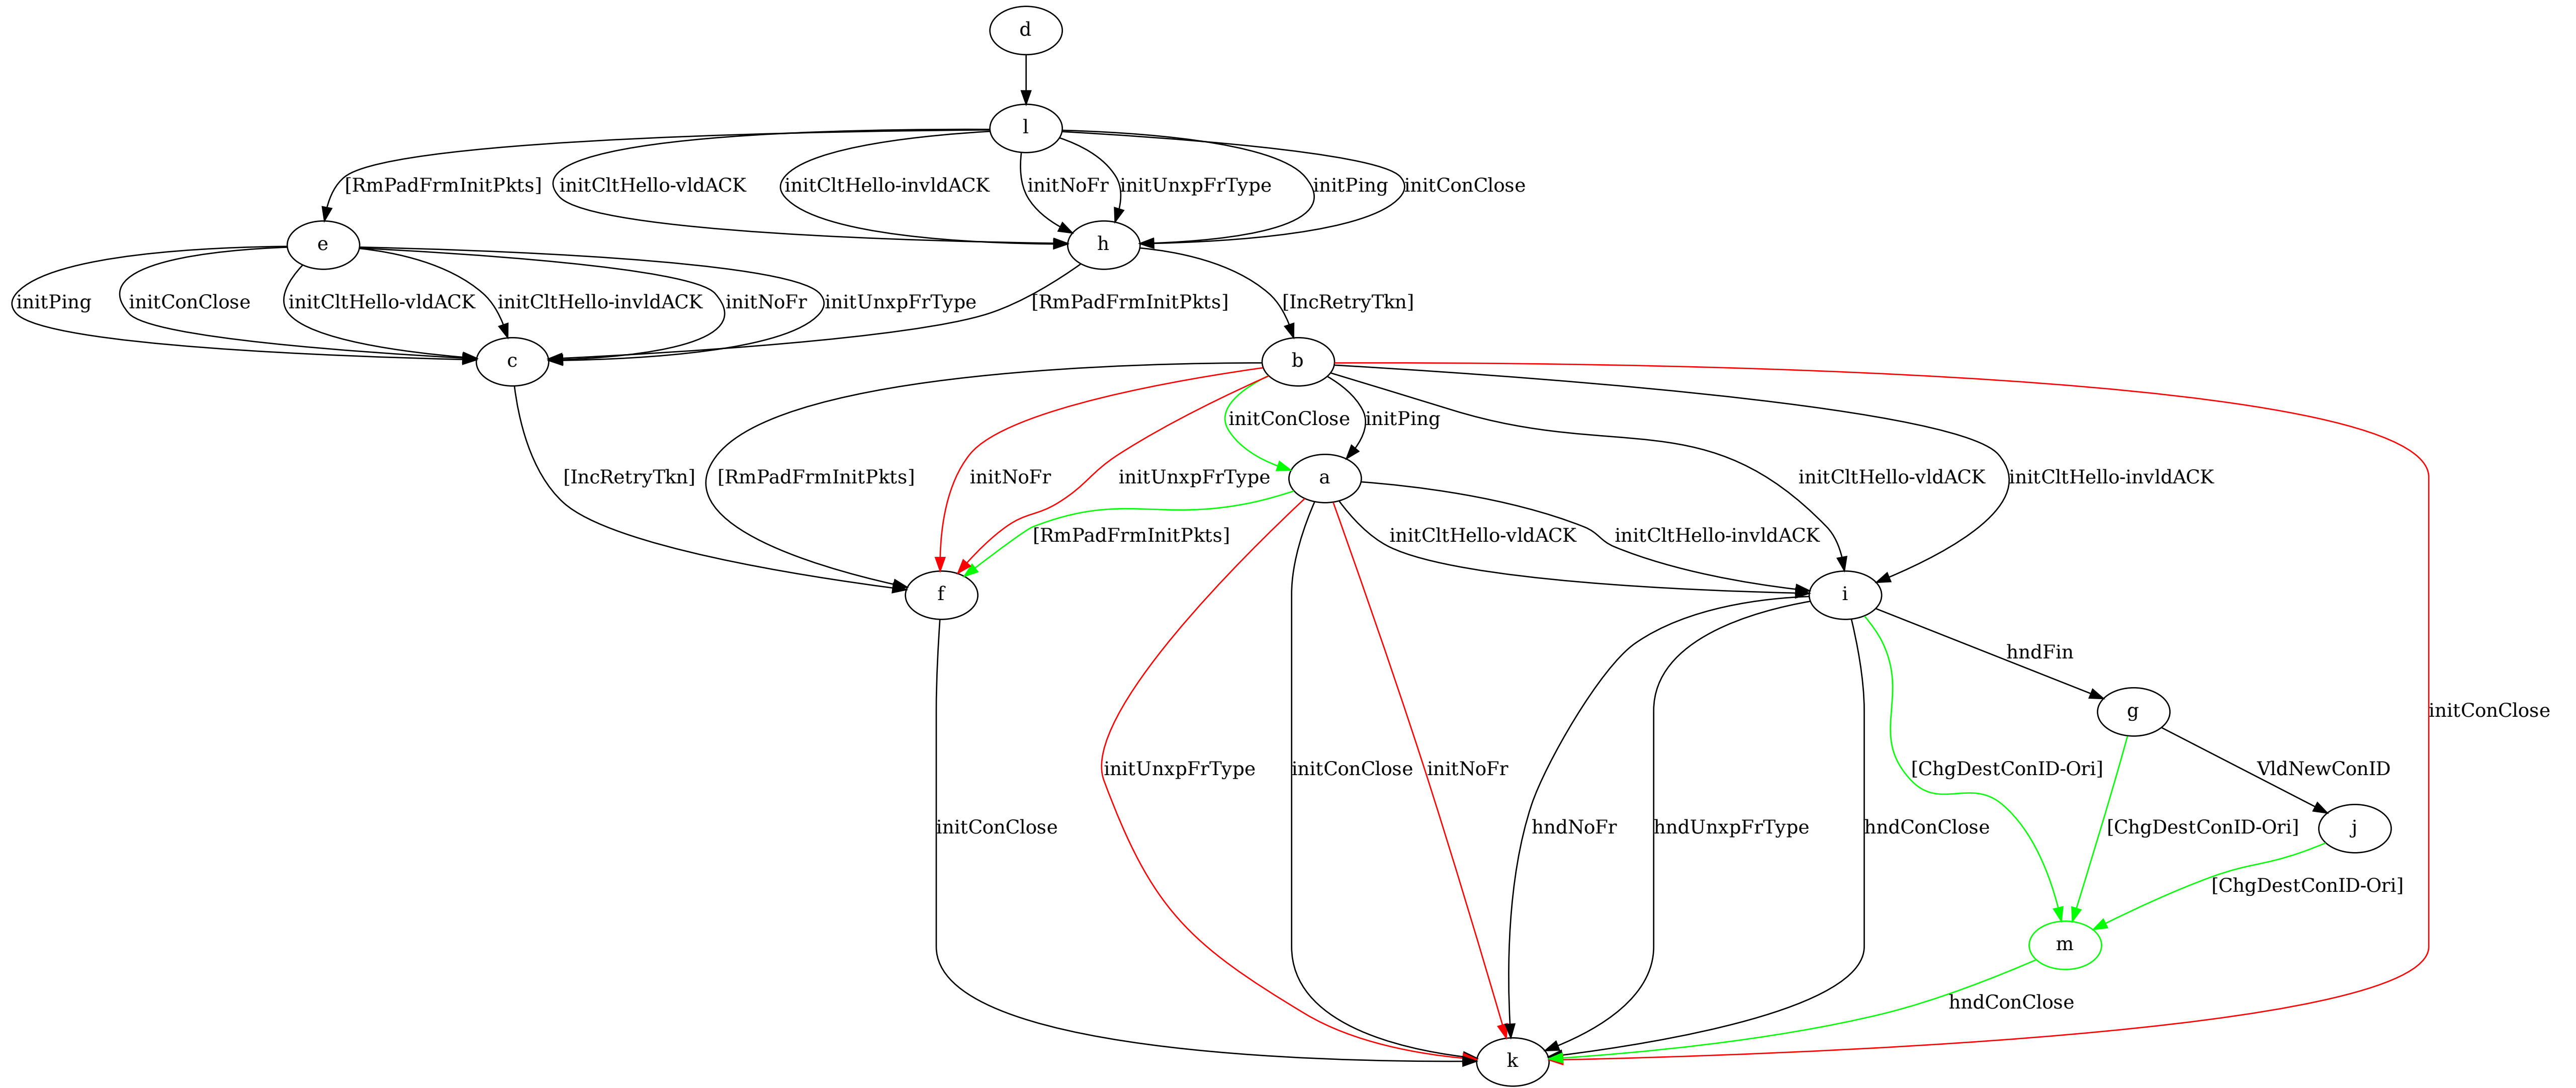 d
l
[RmPadFrmInitPkts]
initCltHello-vldACK
initCltHello-invldACK
initNoFr
initUnxpFrType
initPing
initConClose
e
h
initPing
initConClose
initCltHello-vldACK
initCltHello-invldACK
initNoFr
initUnxpFrType
[RmPadFrmInitPkts]
[IncRetryTkn]
c
b
initConClose
initPing
[IncRetryTkn]
[RmPadFrmInitPkts]
initNoFr
initUnxpFrType
a
initCltHello-vldACK
initCltHello-invldACK
[RmPadFrmInitPkts]
initCltHello-vldACK
initCltHello-invldACK
f
i
hndFin
g
initConClose
initUnxpFrType
initConClose
initNoFr
[ChgDestConID-Ori]
VldNewConID
initConClose
hndNoFr
hndUnxpFrType
hndConClose
[ChgDestConID-Ori]
j
[ChgDestConID-Ori]
m
hndConClose
k